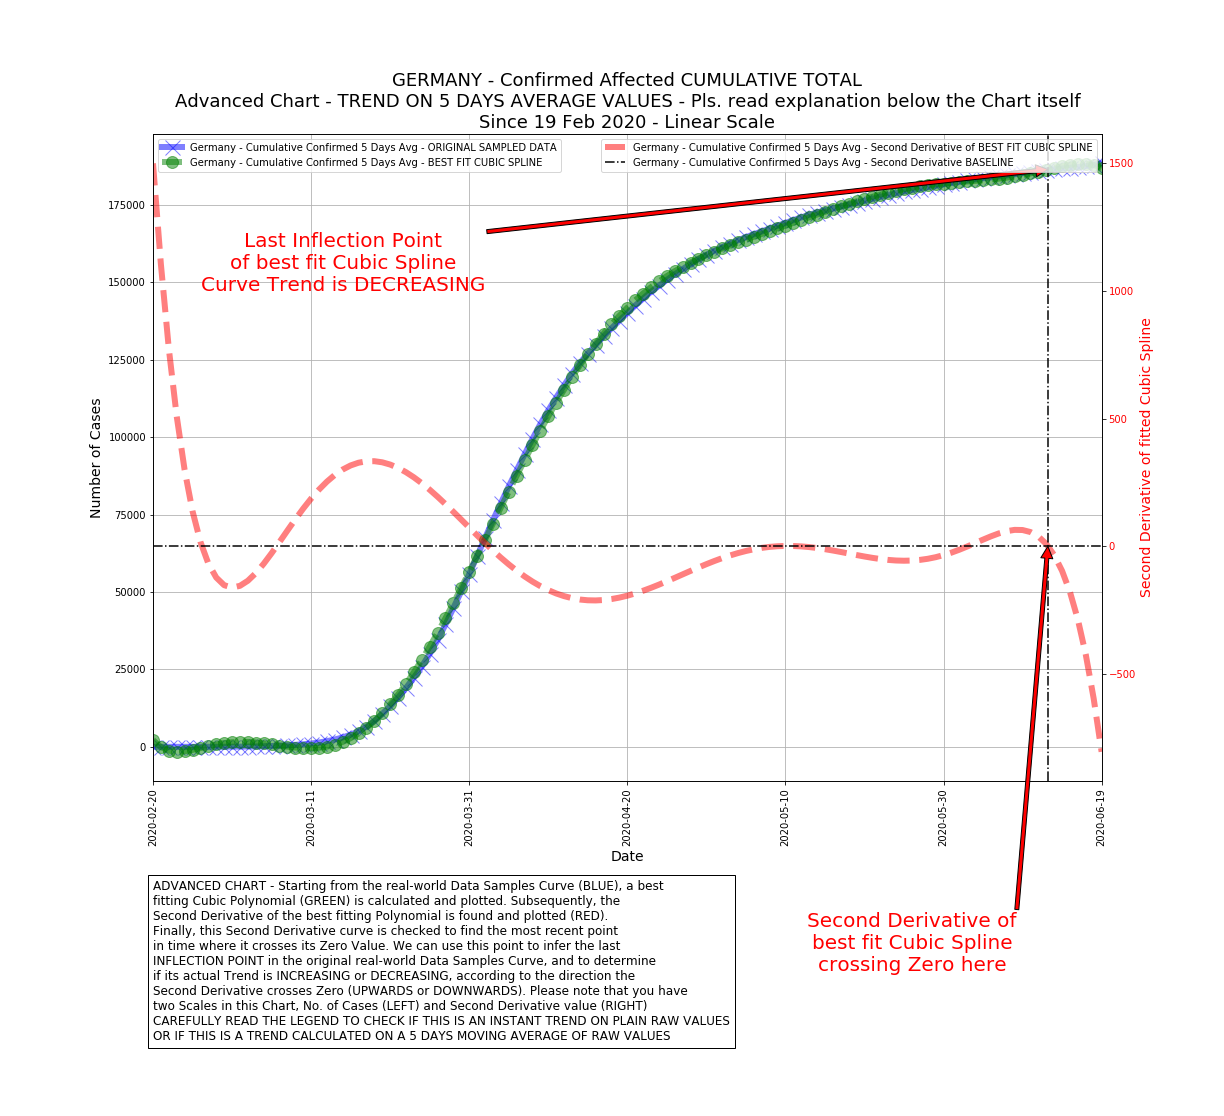 GERMANY - Confirmed Affected CUMULATIVE TOTAL
Advanced Chart - TREND ON 5 DAYS AVERAGE VALUES - Pls. read explanation below the Chart itself
Since 19 Feb 2020 - Linear Scale
Germany - Cumulative Confirmed 5 Days Avg - ORIGINAL SAMPLED DATA
Germany - Cumulative Confirmed 5 Days Avg - BEST FIT CUBIC SPLINE
Germany - Cumulative Confirmed 5 Days Avg - Second Derivative of BEST FIT CUBIC SPLINE
Germany - Cumulative Confirmed 5 Days Avg - Second Derivative BASELINE
Last Inflection Point
of best fit Cubic Spline
Curve Trend is DECREASING
Number of Cases
175000
150000
125000
100000
75000
50000
25000
0
1500
1000
500
0
−500
Second Derivative of fitted Cubic Spline
2020-02-20
2020-03-11
2020-03-31
2020-04-20
2020-05-10
2020-05-30
2020-06-19
Date
ADVANCED CHART - Starting from the real-world Data Samples Curve (BLUE), a best
fitting Cubic Polynomial (GREEN) is calculated and plotted. Subsequently, the
Second Derivative of the best fitting Polynomial is found and plotted (RED).
Finally, this Second Derivative curve is checked to find the most recent point
in time where it crosses its Zero Value. We can use this point to infer the last
INFLECTION POINT in the original real-world Data Samples Curve, and to determine
if its actual Trend is INCREASING or DECREASING, according to the direction the
Second Derivative crosses Zero (UPWARDS or DOWNWARDS). Please note that you have
two Scales in this Chart, No. of Cases (LEFT) and Second Derivative value (RIGHT)
CAREFULLY READ THE LEGEND TO CHECK IF THIS IS AN INSTANT TREND ON PLAIN RAW VALUES
OR IF THIS IS A TREND CALCULATED ON A 5 DAYS MOVING AVERAGE OF RAW VALUES
Second Derivative of
best fit Cubic Spline
crossing Zero here